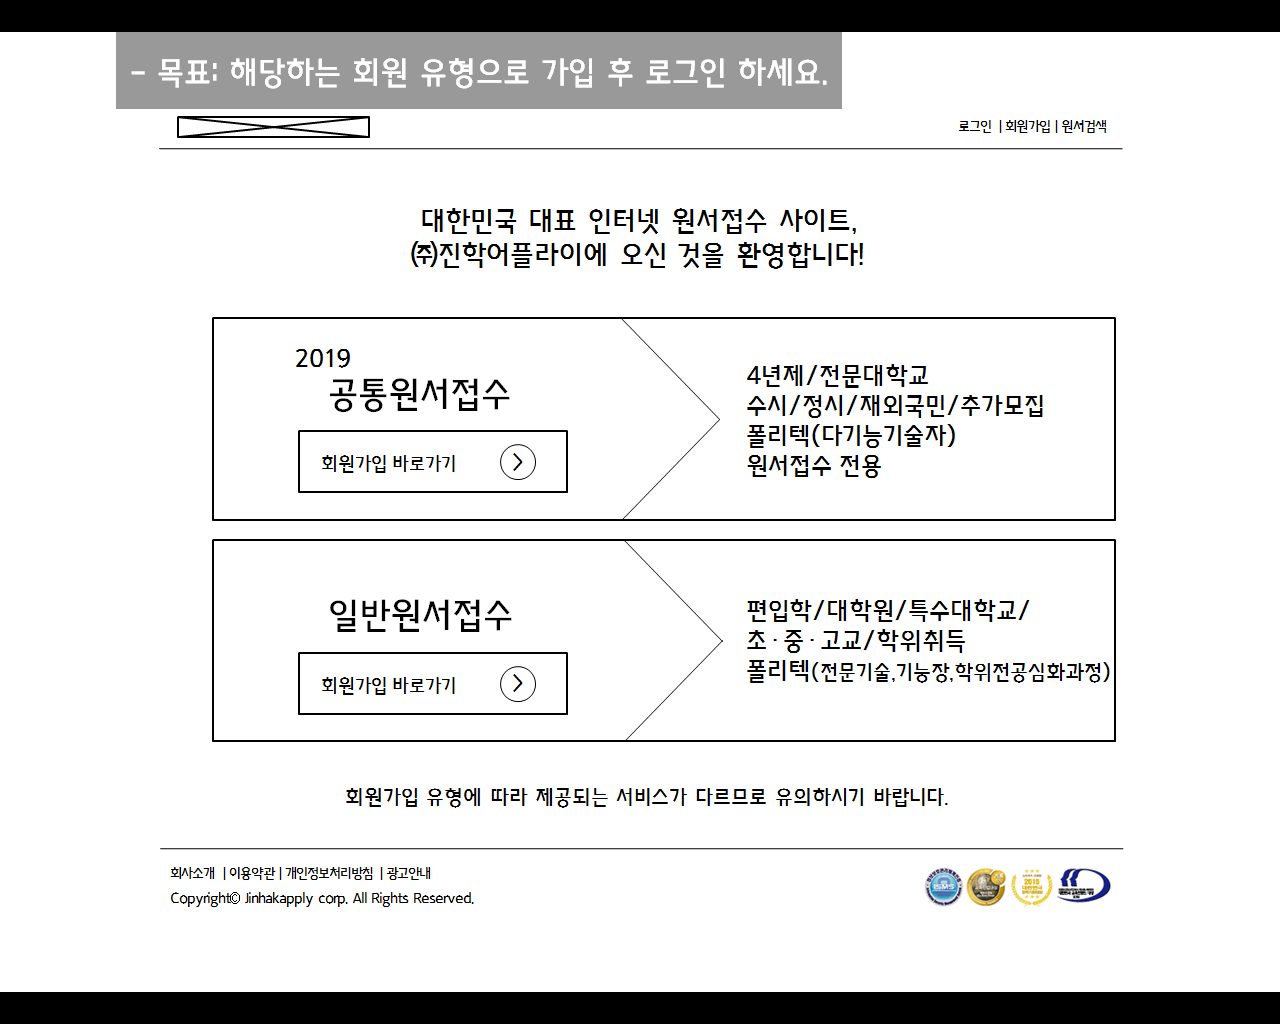 - 목표: 해당하는 회원 유형으로 가입 후 로그인 하세요.
로그인 | 회원가입 | 원서검색
대한민국 대표 인터넷 원서접수 사이트,
㈜진학어플라이에 오신 것을 환영합니다!
2019
공통원서접수
회원가입 바로가기
4년제/전문대학교
수시/정시/재외국민/추가모집
폴리텍(다기능기술자)
원서접수 전용
일반원서접수
회원가입 바로가기
편입학/대학원/특수대학교/
초·중·고교/학위취득
폴리텍(전문기술,기능장,학위전공심화과정)
회원가입 유형에 따라 제공되는 서비스가 다르므로 유의하시기 바랍니다.
회사소개 | 이용약관 | 개인정보처리방침 | 광고안내
Copyright© Jinhakapply corp. All Rights Reserved.
ISMS